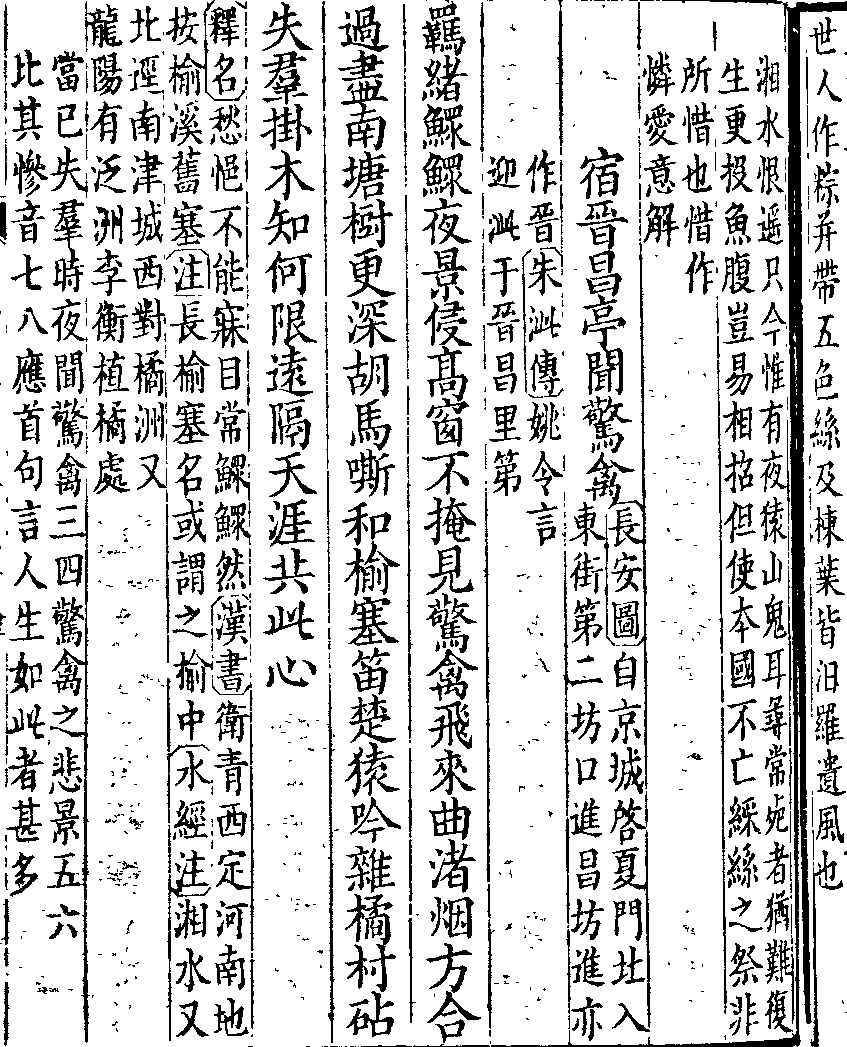 世人作粽并帶五色絲及楝葉皆汨羅遺風也
湘水恨遥只今惟有夜猿山鬼耳尋常死者猶難復
生更投魚腹豈易相招但使本國不亡綵絲之祭非
所惜也惜作
憐愛意解
宿晉昌亭聞驚禽
長安圖自京城啓夏門北入
東街第二坊口進昌坊進亦
作晉朱泚傳姚令言
迎泚于晉昌里第
羈緒鰥鰥夜景侵高窗不掩見驚禽飛來曲渚烟方合
過盡南塘樹更深胡馬嘶和榆塞笛楚猿吟雜橘村砧
失羣掛木知何限遠隔天涯共此心
釋名愁悒不能寐目常鰥鰥然漢書衛青西定河南地
按榆溪舊塞注長榆塞名或謂之榆中水經注湘水又
北逕南津城西對橘洲又
龍陽有泛洲李衡植橘處
當已失羣時夜聞驚禽三四驚禽之悲景五六
比其慘音七八應首句言人生如此者甚多